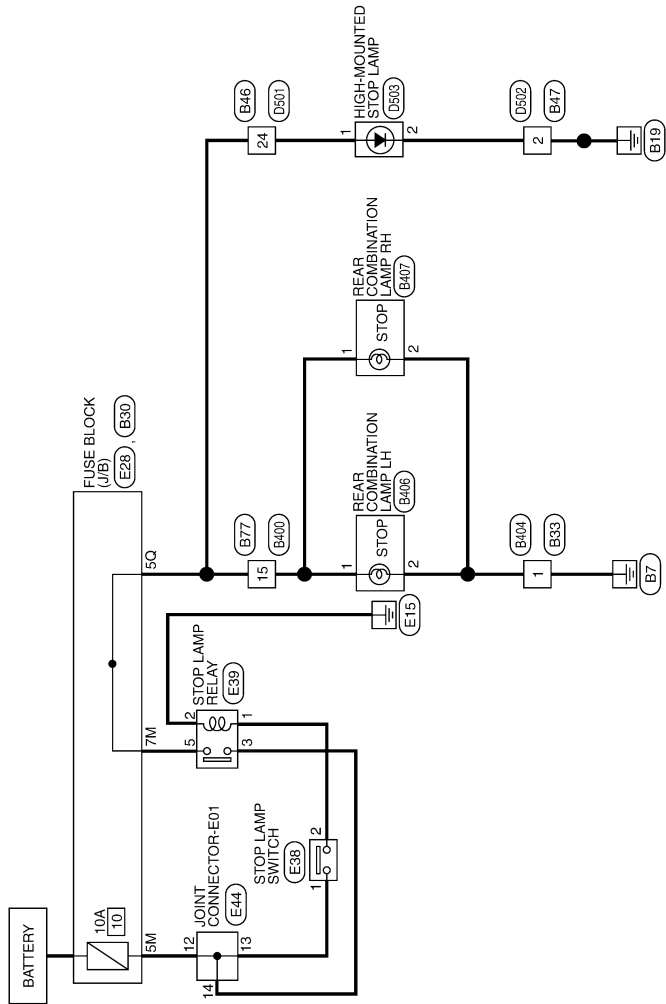 BATTERY
10A
10
5M
7M
5Q
FUSE BLOCK
(J/B)
E28 , B30
JOINT
CONNECTOR-E01
E44
12
13
14
STOP LAMP
SWITCH
E38
1
2
STOP LAMP
RELAY
E39
5
2
3
1
E15
B77
B400
15
REAR
COMBINATION
LAMP LH
B406
1
STOP
2
B404
B33
1
B7
REAR
COMBINATION
LAMP RH
B407
1
STOP
2
B46
D501
24
HIGH-MOUNTED
STOP LAMP
D503
1
2
D502
B47
2
B19